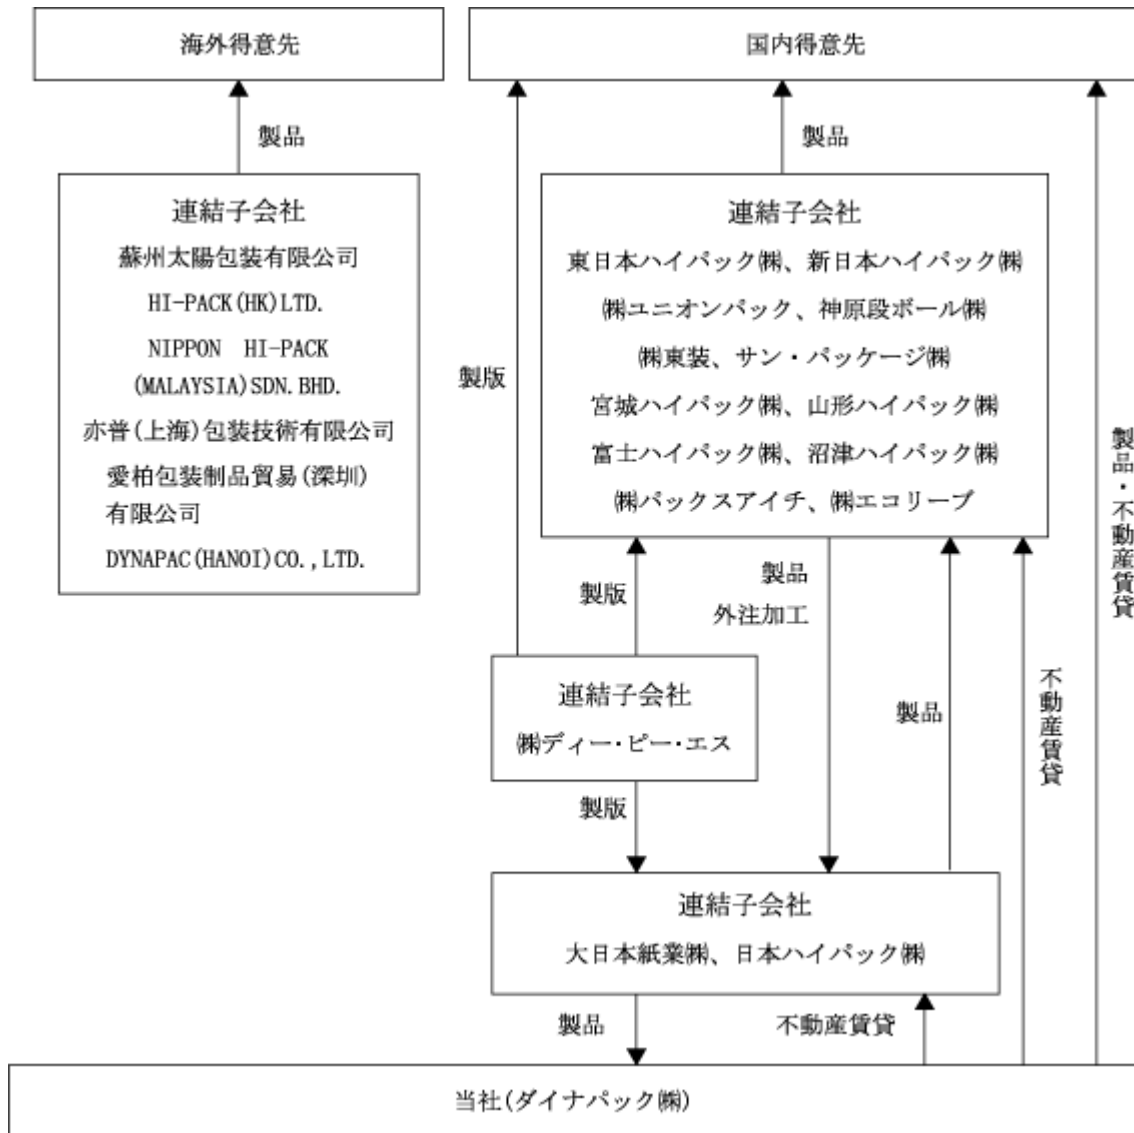 海外得意先
国内得意先
製品
製品
連結子会社
蘇州太陽包装有限公司
HI-PACK(HK)LTD.
NIPPON HI-PACK
(MALAYSIA)SDN.BHD.
亦普(上海)包装技術有限公司
愛柏包装制品貿易(深圳)
有限公司
DYNAPAC(HANOI)CO.,LTD.
製版
連結子会社
東日本ハイパック㈱、新日本ハイパック㈱
㈱ユニオンパック、神原段ボール㈱
㈱東装、サン・パッケージ㈱
宮城ハイパック㈱、山形ハイパック㈱
富士ハイパック㈱、沼津ハイパック㈱
㈱パックスアイチ、㈱エコリーブ
製品・不動産賃貸
製版
製品
外注加工
製品
不動産賃貸
連結子会社
㈱ディー・ピー・エス
製版
連結子会社
大日本紙業㈱、日本ハイパック㈱
製品
不動産賃貸
当社(ダイナパック㈱)